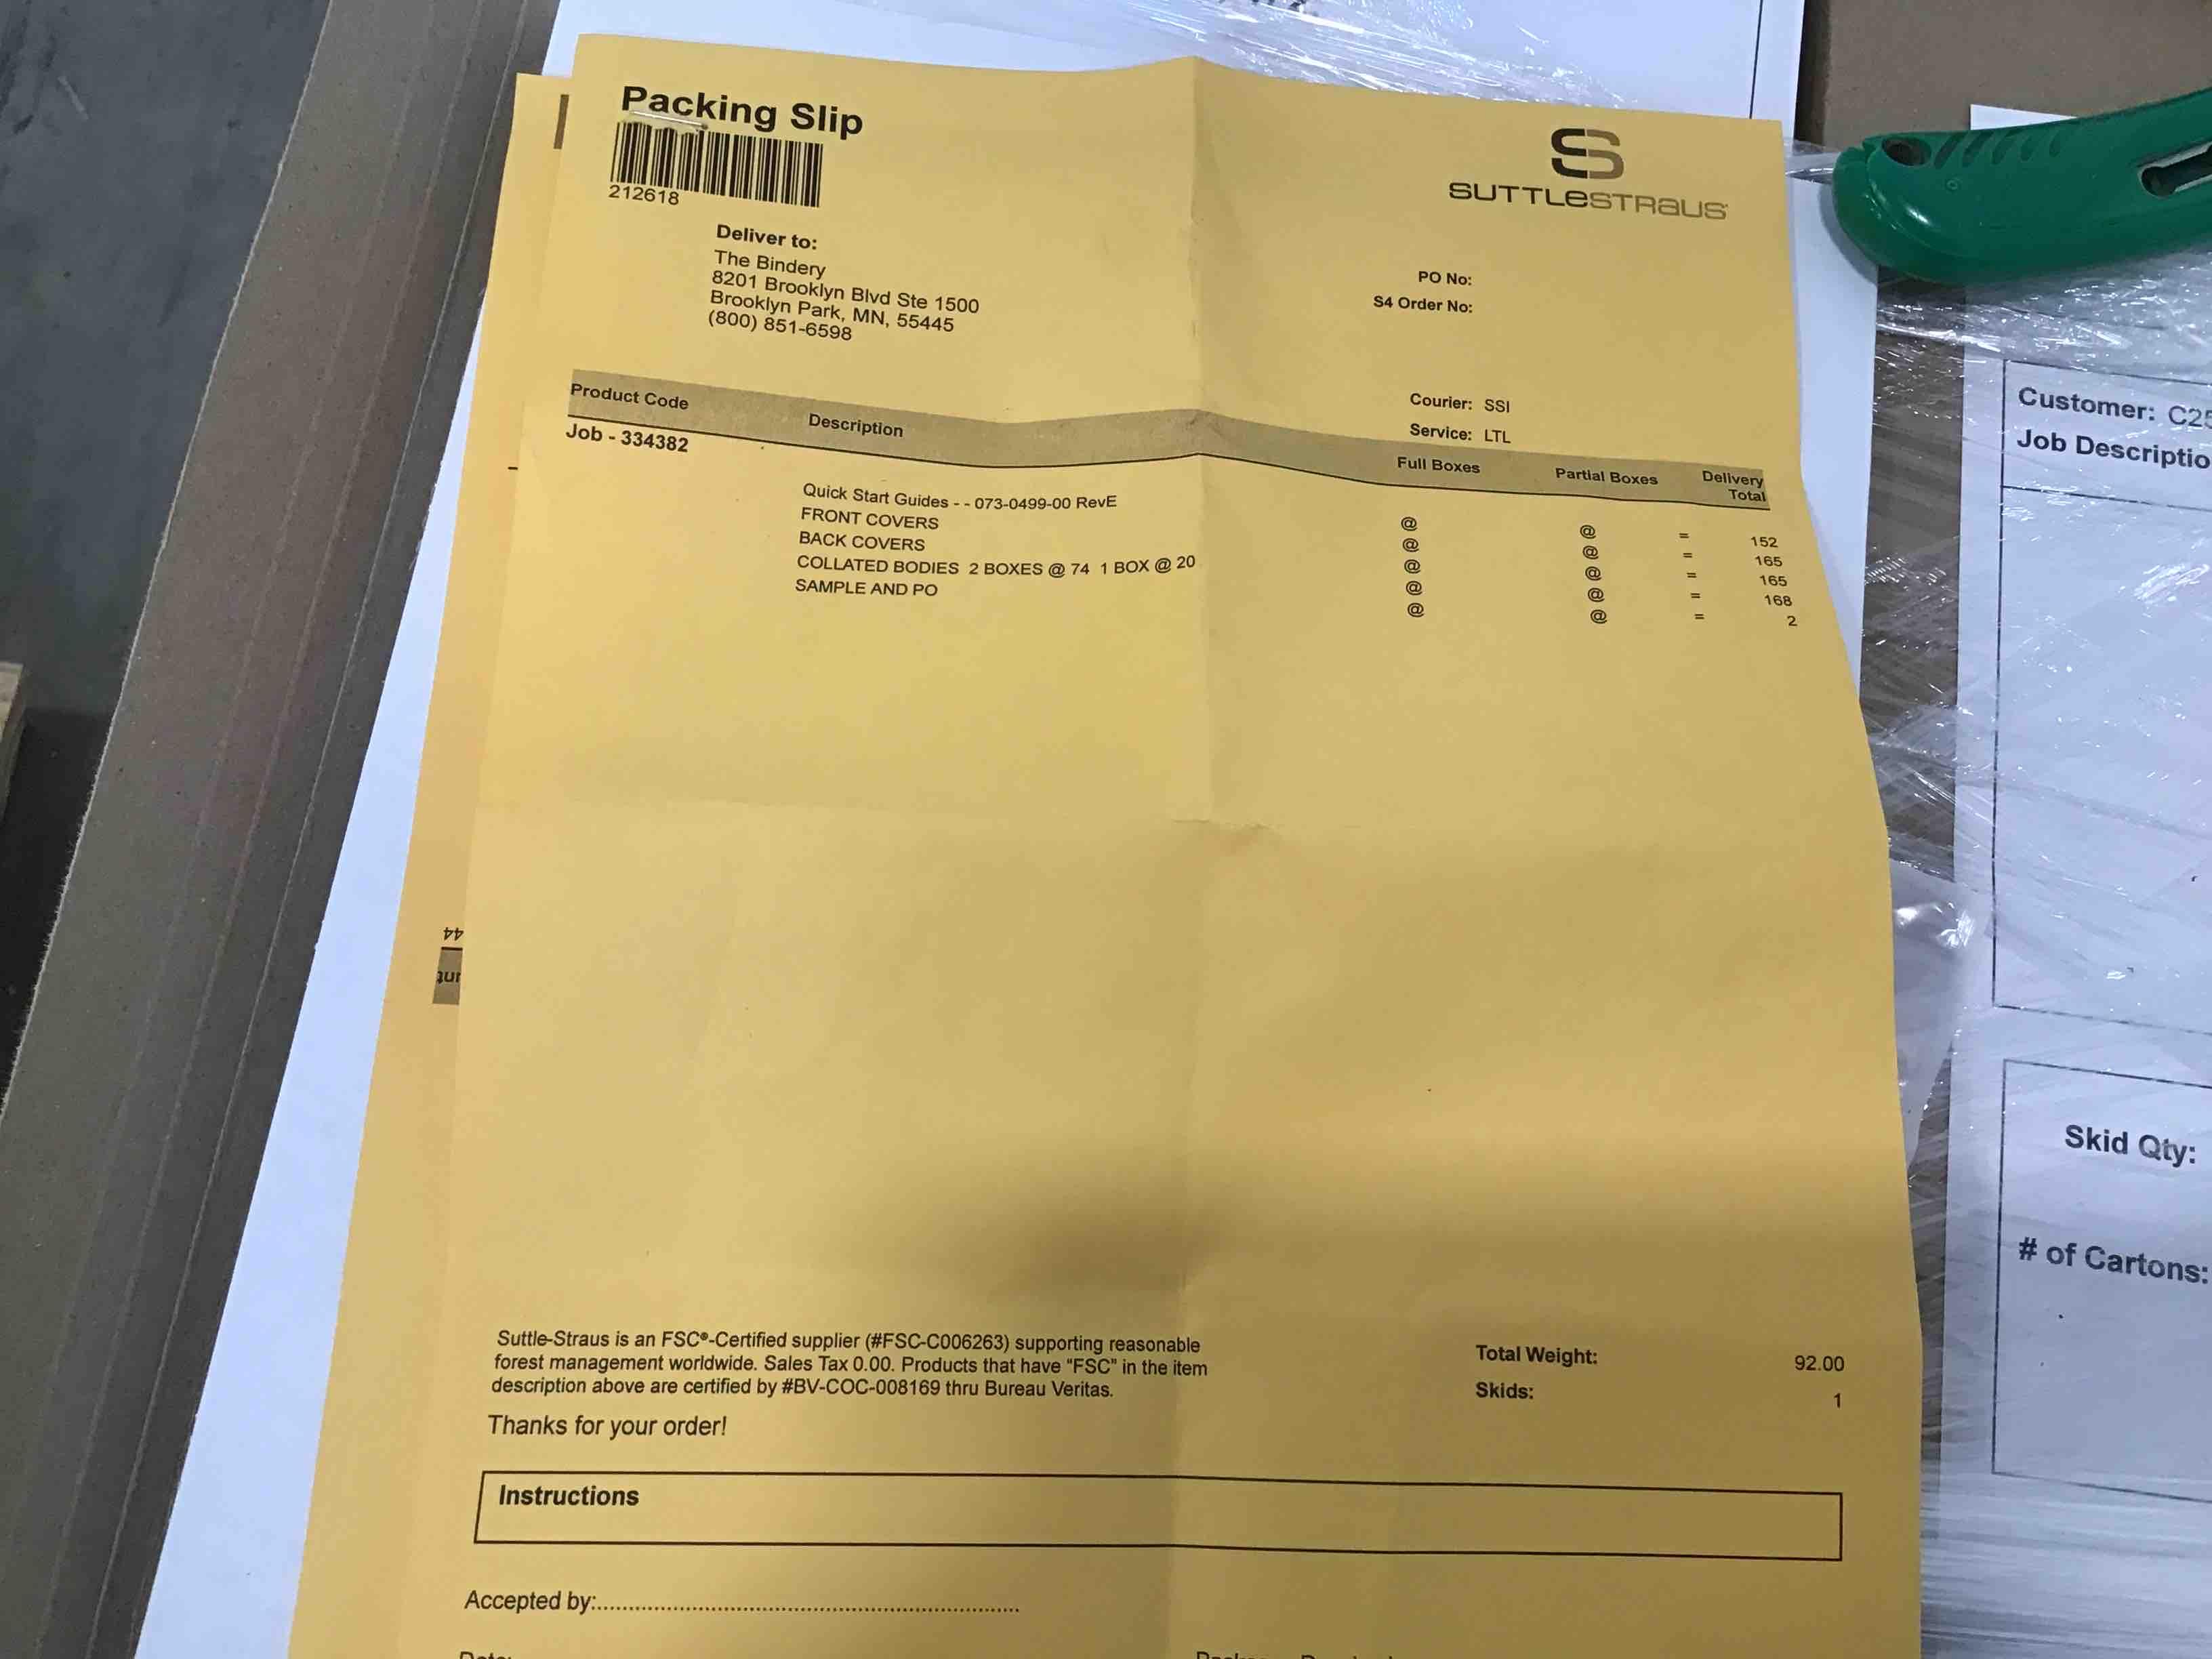 Packing Slip
212618
SUTTLESTRAUS
Deliver to:
The Bindery
8201 Brooklyn Blvd Ste 1500
Brooklyn Park, MN, 55445
(800) 851-6598
PO No:
S4 Order No:
Courier: SSI
Service: LTL
Product Code Description Full Boxes Partial Boxes Delivery Total
Job - 334382
Quick Start Guides - - 073-0499-00 RevE @ @ = 152
FRONT COVERS @ @ = 165
BACK COVERS @ @ = 165
COLLATED BODIES 2 BOXES @ 74 1 BOX @ 20 @ @ = 168
SAMPLE AND PO @ @ = 2
44
Suttle-Straus is an FSC®-Certified supplier (#FSC-C006263) supporting reasonable
forest management worldwide. Sales Tax 0.00. Products that have "FSC" in the item
description above are certified by #BV-COC-008169 thru Bureau Veritas.
Thanks for your order!
Total Weight: 92.00
Skids: 1
Instructions
Accepted by:
Customer: C25
Job Descriptio
Skid Qty:
# of Cartons: